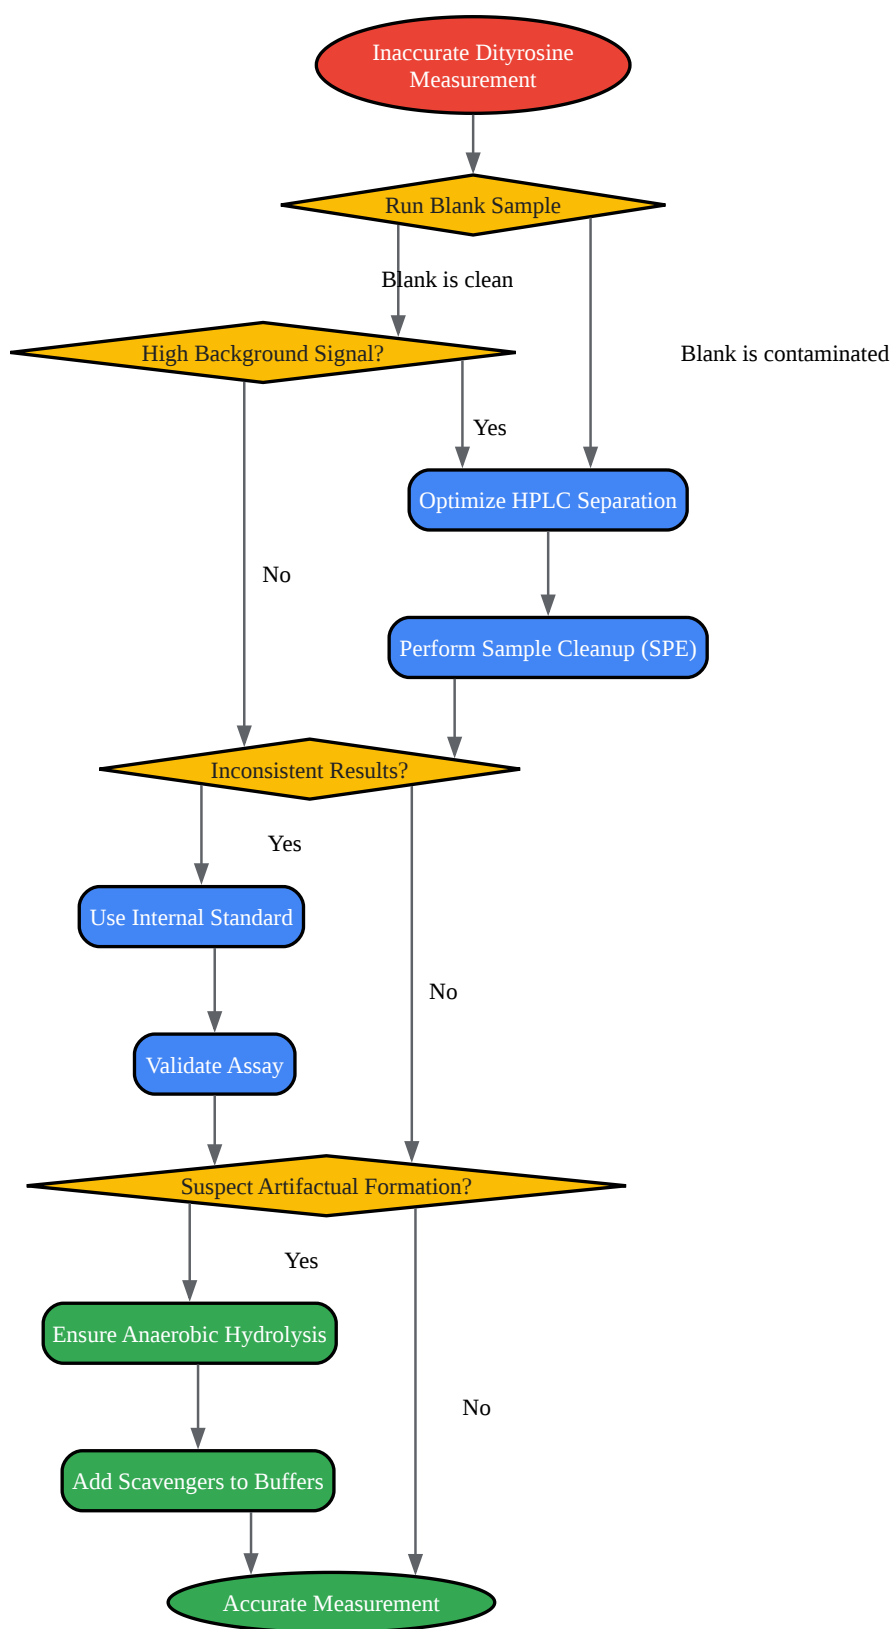 Inaccurate Dityrosine
Measurement
Run Blank Sample
Blank is clean
High Background Signal?
Blank is contaminated
Yes
Optimize HPLC Separation
No
Perform Sample Cleanup (SPE)
Inconsistent Results?
Yes
Use Internal Standard
No
Validate Assay
Suspect Artifactual Formation?
Yes
Ensure Anaerobic Hydrolysis
No
Add Scavengers to Buffers
Accurate Measurement